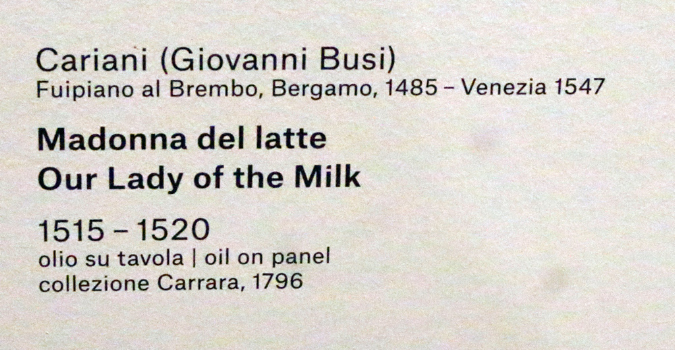 Cariani (Giovanni Busi)
Fuipiano al Brembo, Bergamo, 1485 – Venezia 1547
Madonna del latte
Our Lady of the Milk
1515 – 1520
olio su tavola | oil on panel
collezione Carrara, 1796